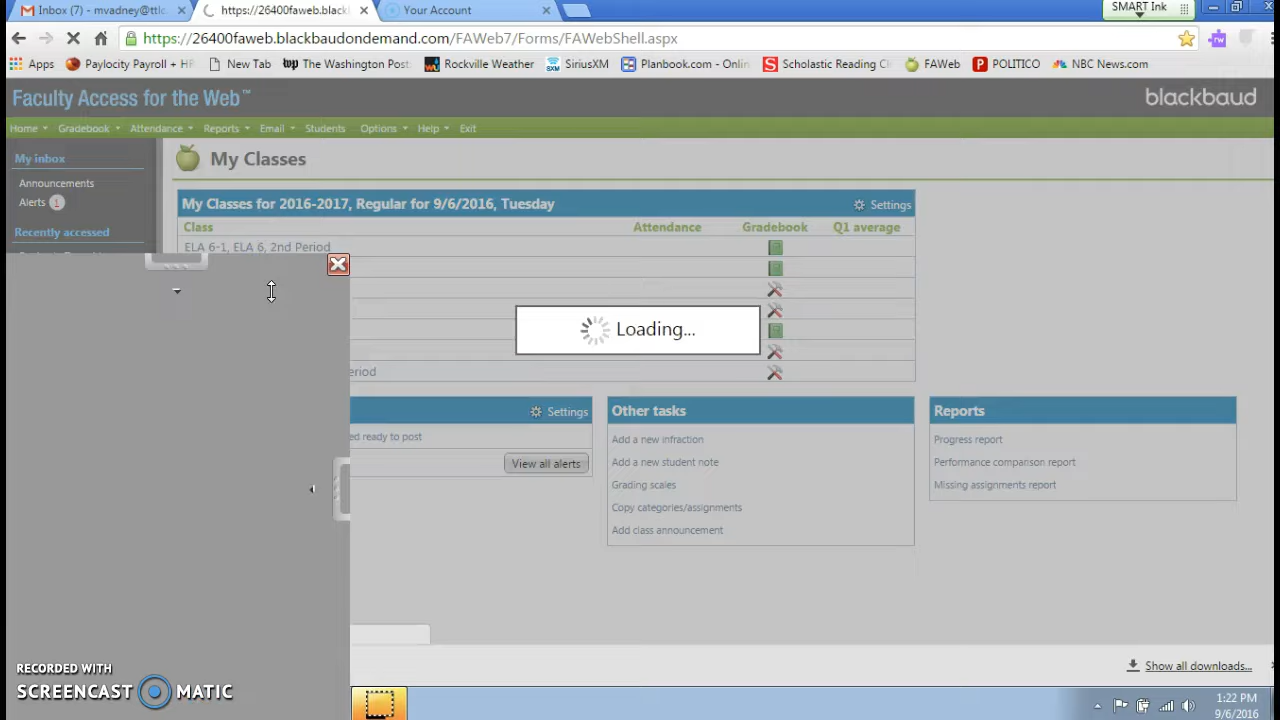 Inbox (7) - mvadney@ttlc
https://26400faweb.blackb
Your Account
SMART Ink
https://26400faweb.blackbaudondemand.com/FAWeb7/Forms/FAWebShell.aspx
rw
Apps
Paylocity Payroll + HR
New Tab
The Washington Post
Rockville Weather
SiriusXM
Planbook.com - Onlin
Scholastic Reading C
FAWeb
POLITICO
NBC News.com
Faculty Access for the Web™
blackbaud
Home Gradebook Attendance Reports Email Students Options Help Exit
My inbox
Announcements
Alerts 1
Recently accessed
My Classes
My Classes for 2016-2017, Regular for 9/6/2016, Tuesday
Settings
Class Attendance Gradebook Q1 average
ELA 6-1, ELA 6, 2nd Period
eriod
Loading...
Settings
ed ready to post
View all alerts
Other tasks
Add a new infraction
Add a new student note
Grading scales
Copy categories/assignments
Add class announcement
Reports
Progress report
Performance comparison report
Missing assignments report
Show all downloads...
RECORDED WITH
SCREENCAST MATIC
1:22 PM
9/6/2016